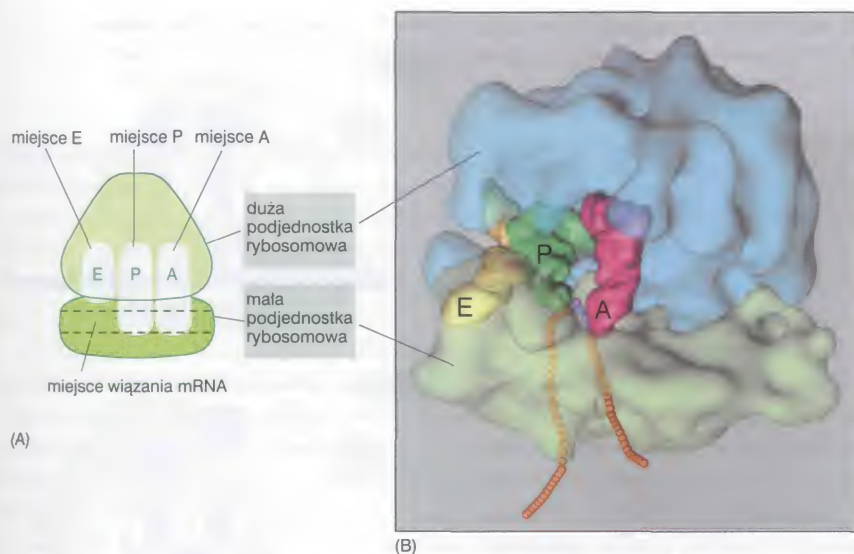 miejsce E miejsce P miejsce A
E P A
duża
podjednostka
rybosomowa
mała
podjednostka
rybosomowa
miejsce wiązania mRNA
(A)
P
E
A
(B)